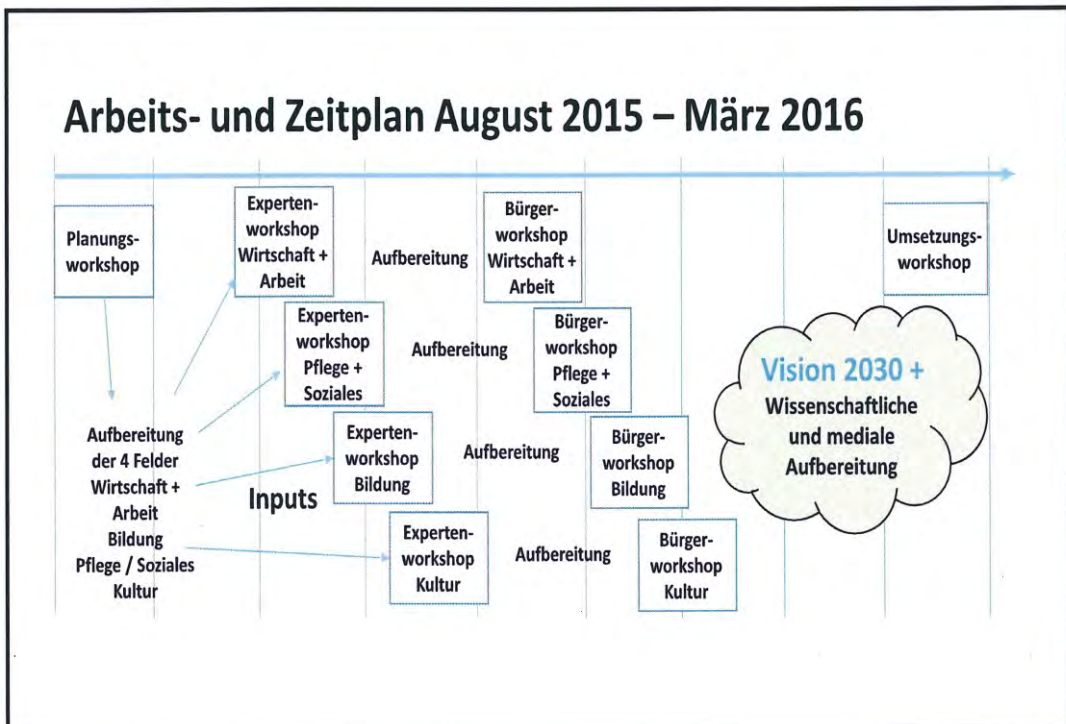 Arbeits- und Zeitplan August 2015 – März 2016
Planungs-
workshop
Aufbereitung
der 4 Felder
Wirtschaft +
Arbeit
Bildung
Pflege / Soziales
Kultur
Inputs
Experten-
workshop
Wirtschaft +
Arbeit
Aufbereitung
Bürger-
workshop
Wirtschaft +
Arbeit
Experten-
workshop
Pflege +
Soziales
Aufbereitung
Bürger-
workshop
Pflege +
Soziales
Experten-
workshop
Bildung
Aufbereitung
Bürger-
workshop
Bildung
Experten-
workshop
Kultur
Aufbereitung
Bürger-
workshop
Kultur
Umsetzungs-
workshop
Vision 2030 +
Wissenschaftliche
und mediale
Aufbereitung